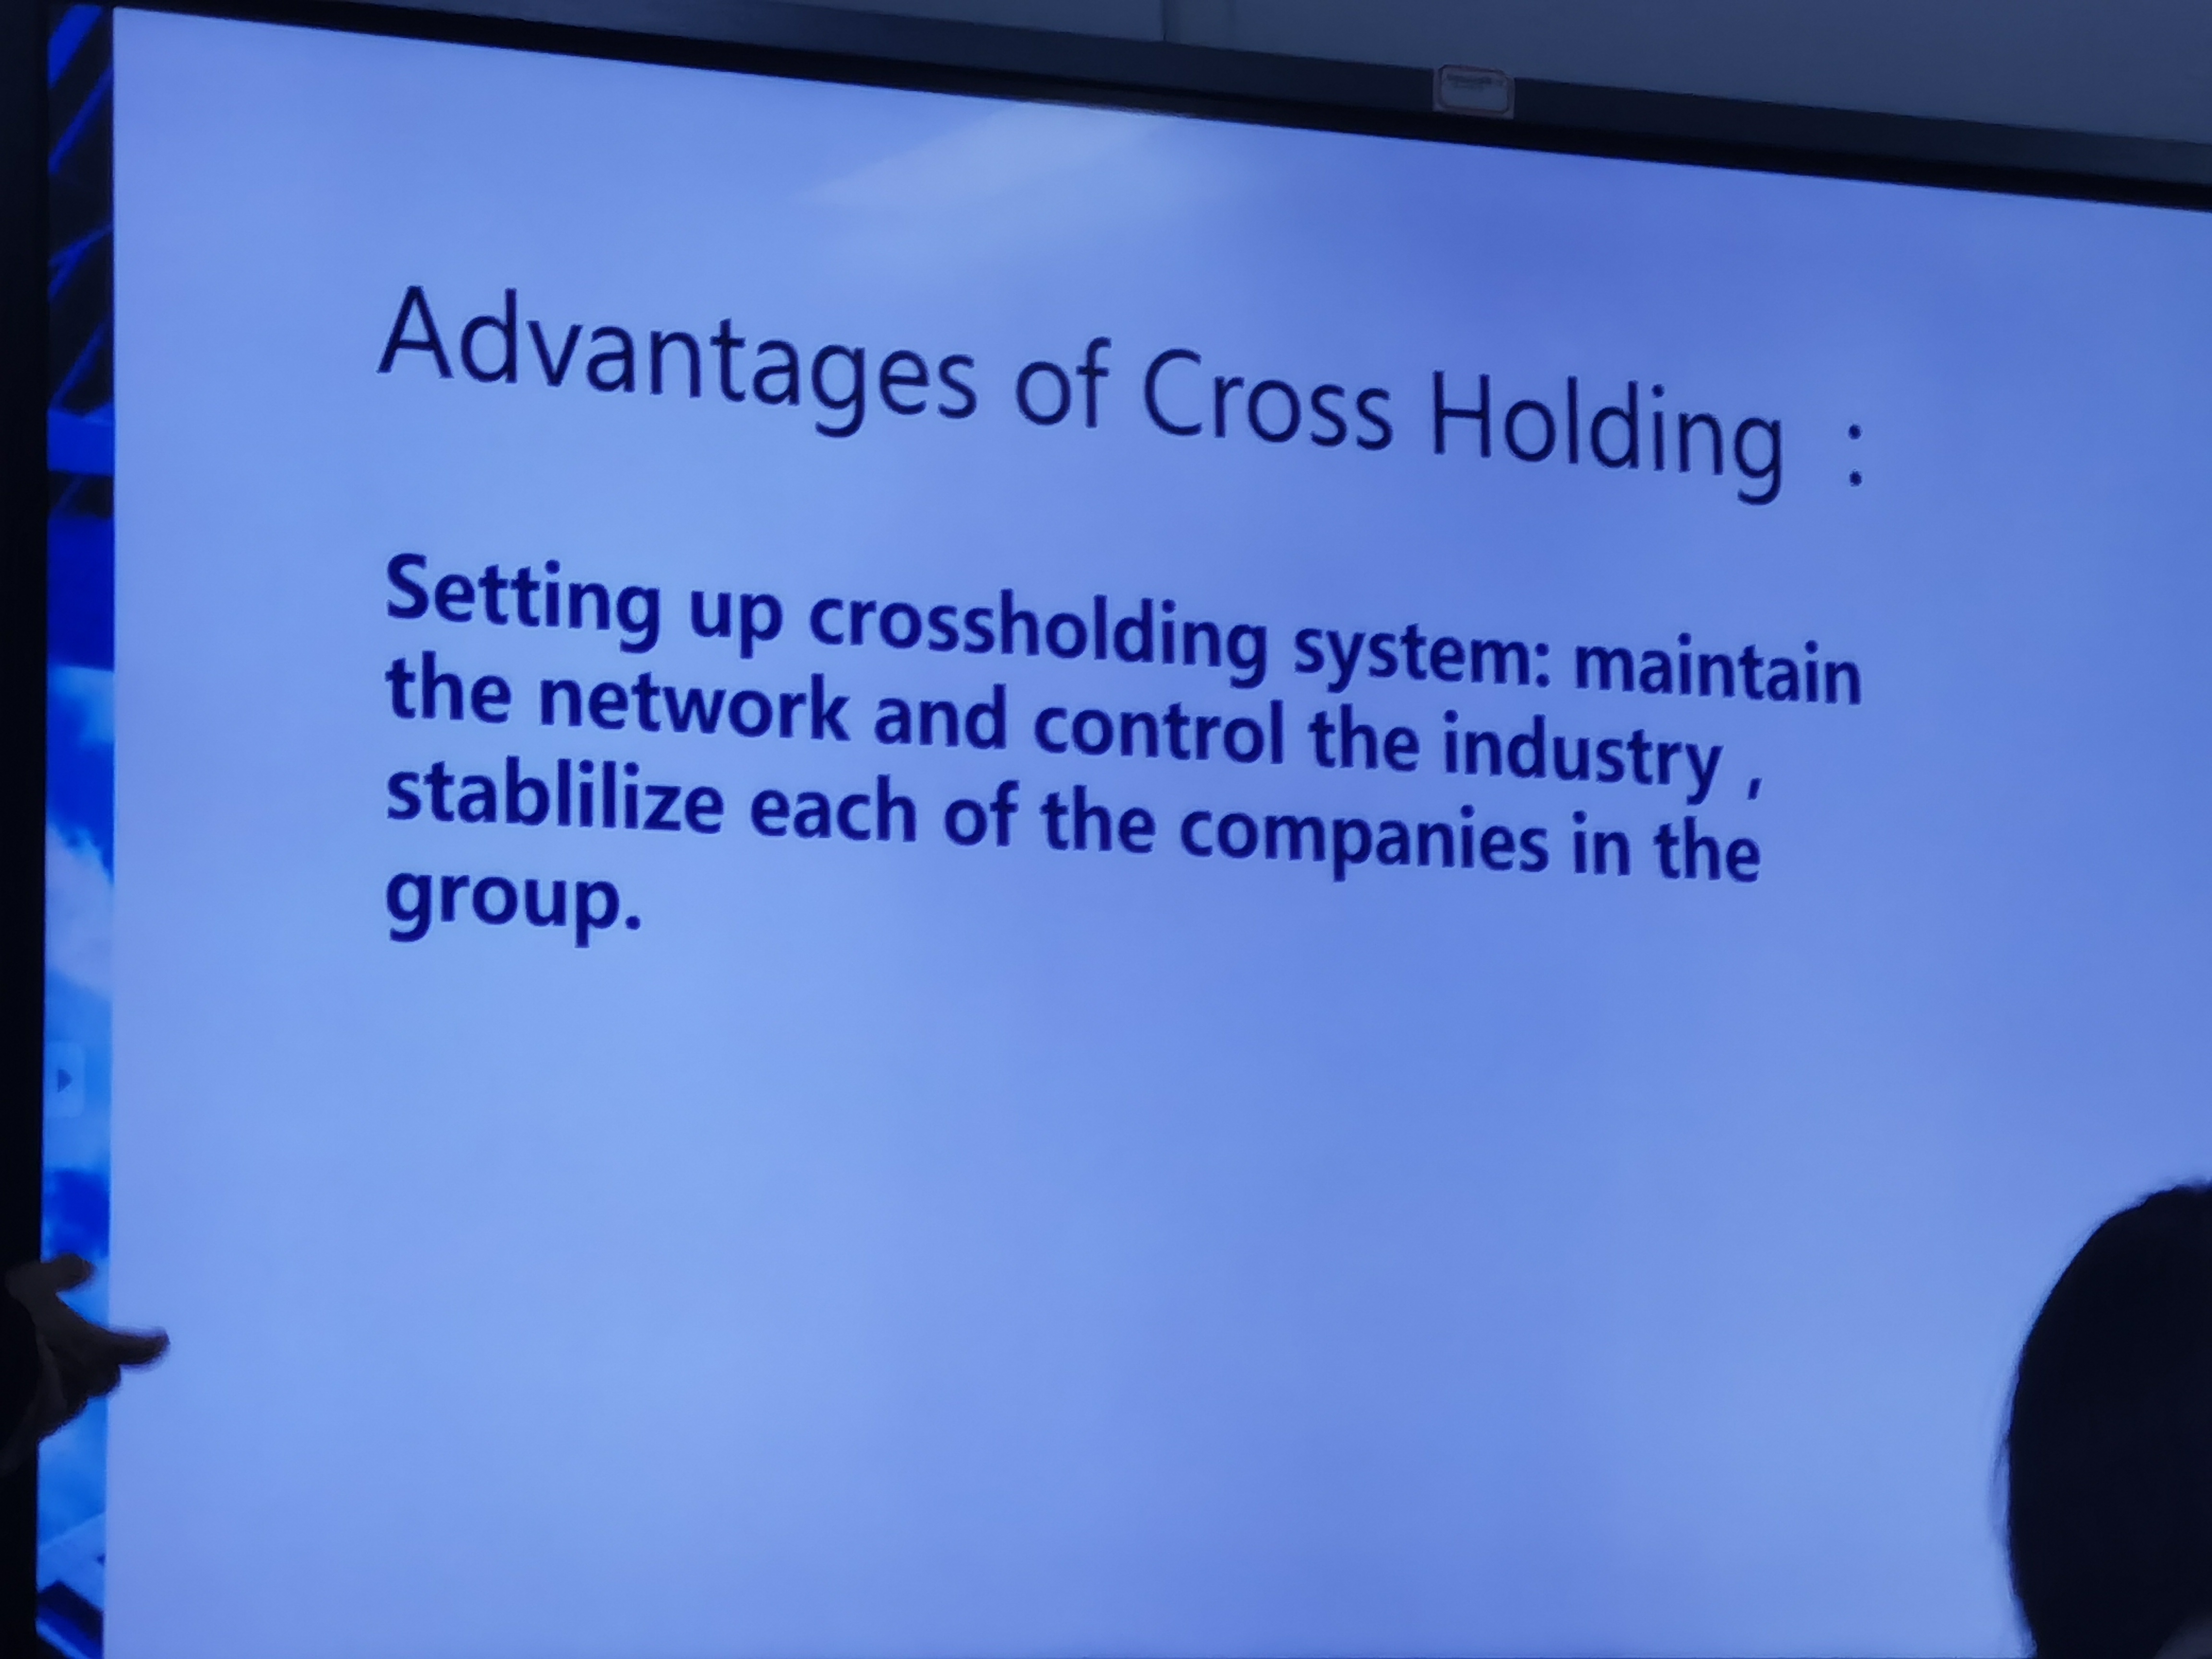 Advantages of Cross Holding :
Setting up crossholding system: maintain
the network and control the industry ,
stablilize each of the companies in the
group.